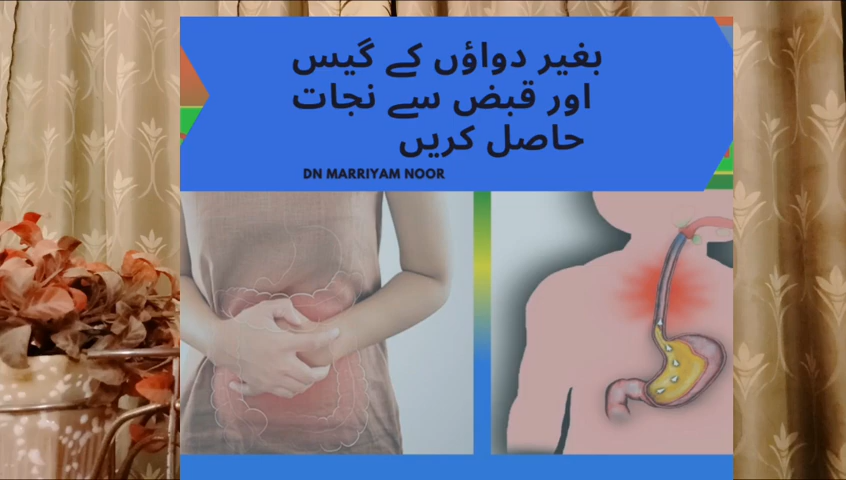 بغیر دواؤں کے گیس
اور قبض سے نجات
حاصل کریں
DN MARRIYAM NOOR